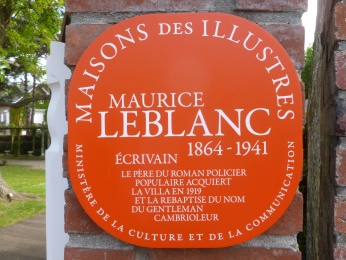 MAISONS DES ILLUSTRES
MAURICE
LEBLANC
1864-1941
ÉCRIVAIN
LE PÈRE DU ROMAN POLICIER
POPULAIRE ACQUIERT
LA VILLA EN 1919
ET LA REBAPTISE DU NOM
DU GENTLEMAN
CAMBRIOLEUR
MINISTÈRE DE LA CULTURE ET DE LA COMMUNICATION